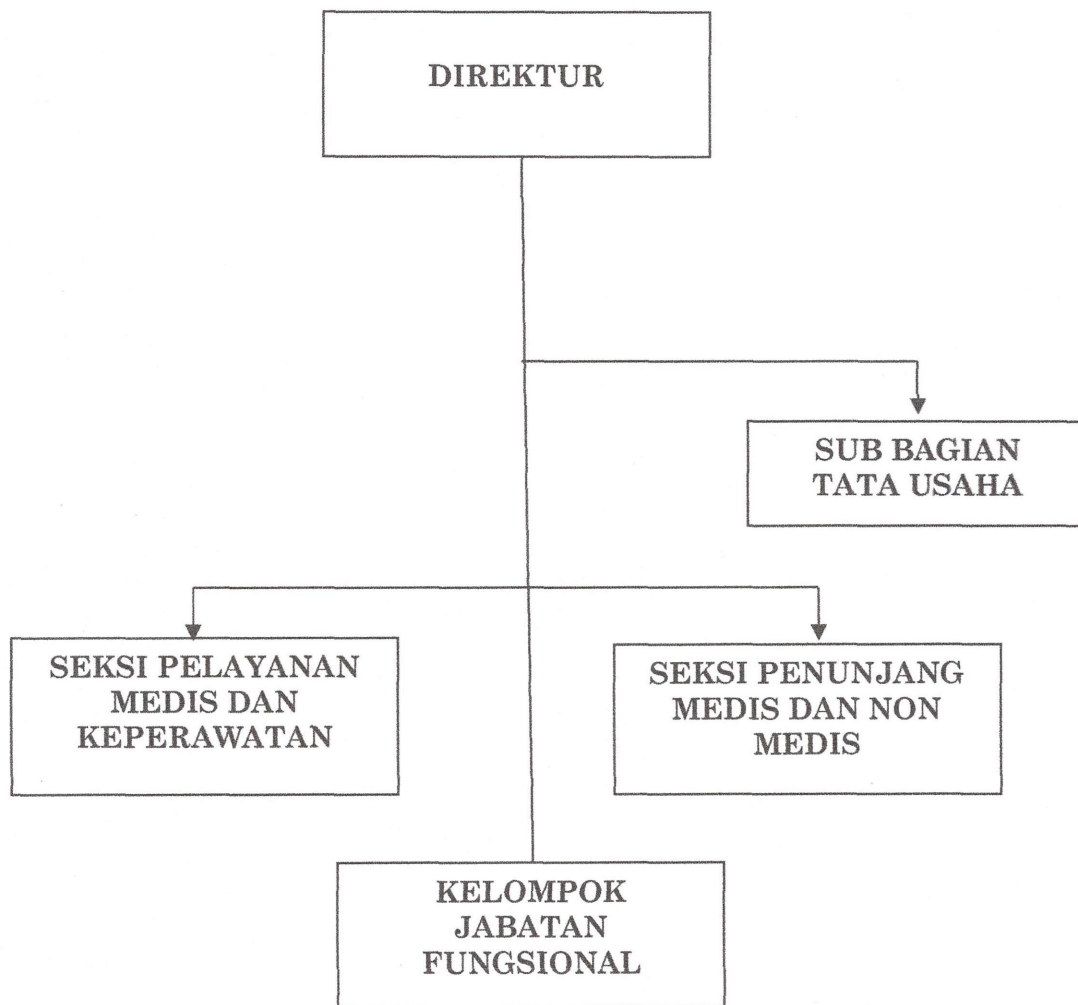 DIREKTUR
SUB BAGIAN
TATA USAHA
SEKSI PELAYANAN
MEDIS DAN
KEPERAWATAN
SEKSI PENUNJANG
MEDIS DAN NON
MEDIS
KELOMPOK
JABATAN
FUNGSIONAL